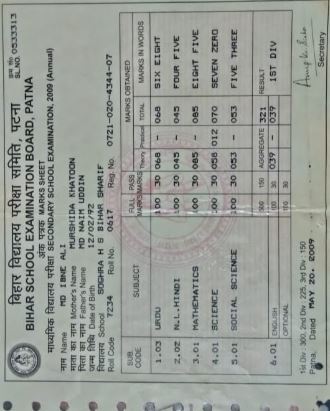 क्रम सं०
SL.NO. 0533313
बिहार विद्यालय परीक्षा समिति, पटना
BIHAR SCHOOL EXAMINATION BOARD, PATNA
अंक पत्रक MARKS SHEET
माध्यमिक विद्यालय परीक्षा SECONDARY SCHOOL EXAMINATION, 2009 (Annual)
नाम Name MD IBNE ALI
माता का नाम Mother's Name MURSHIDA KHATOON
पिता का नाम Father's Name MD NAIM UDDIN
जन्म तिथि Date of Birth 12/02/92
विद्यालय School SOGHRA H S BIHAR SHARIF
Roll Code 7234 Roll No. 0617 Reg. No. 0721-020-4344-07
SUB. CODE SUBJECT FULL MARKS PASS MARKS MARKS OBTAINED
Theory Practical TOTAL MARKS IN WORDS
1.03 URDU 100 30 068 - 068 SIX EIGHT
2.02 N.L.HINDI 100 30 045 - 045 FOUR FIVE
3.01 MATHEMATICS 100 30 085 - 085 EIGHT FIVE
4.01 SCIENCE 100 30 058 012 070 SEVEN ZERO
5.01 SOCIAL SCIENCE 100 30 053 - 053 FIVE THREE
500 150 AGGREGATE 321 RESULT
6.01 ENGLISH 100 30 039 - 039 1ST DIV
OPTIONAL
1st Div : 300, 2nd Div : 225, 3rd Div : 150
Patna, Dated MAY 20, 2009
Secretary